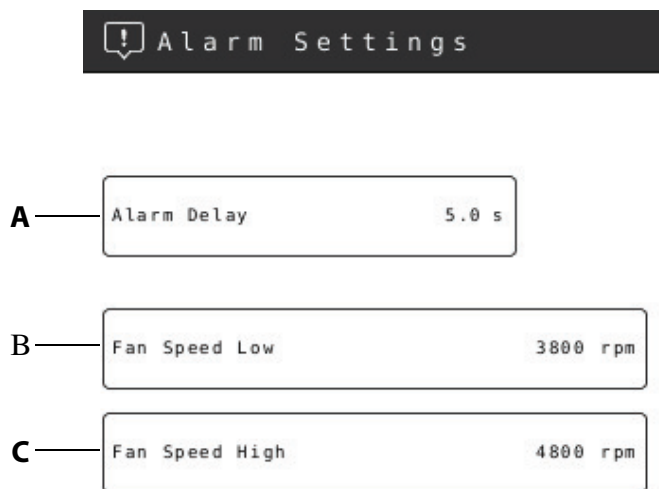 Alarm Settings
A Alarm Delay 5.0 s
B Fan Speed Low 3800 rpm
C Fan Speed High 4800 rpm